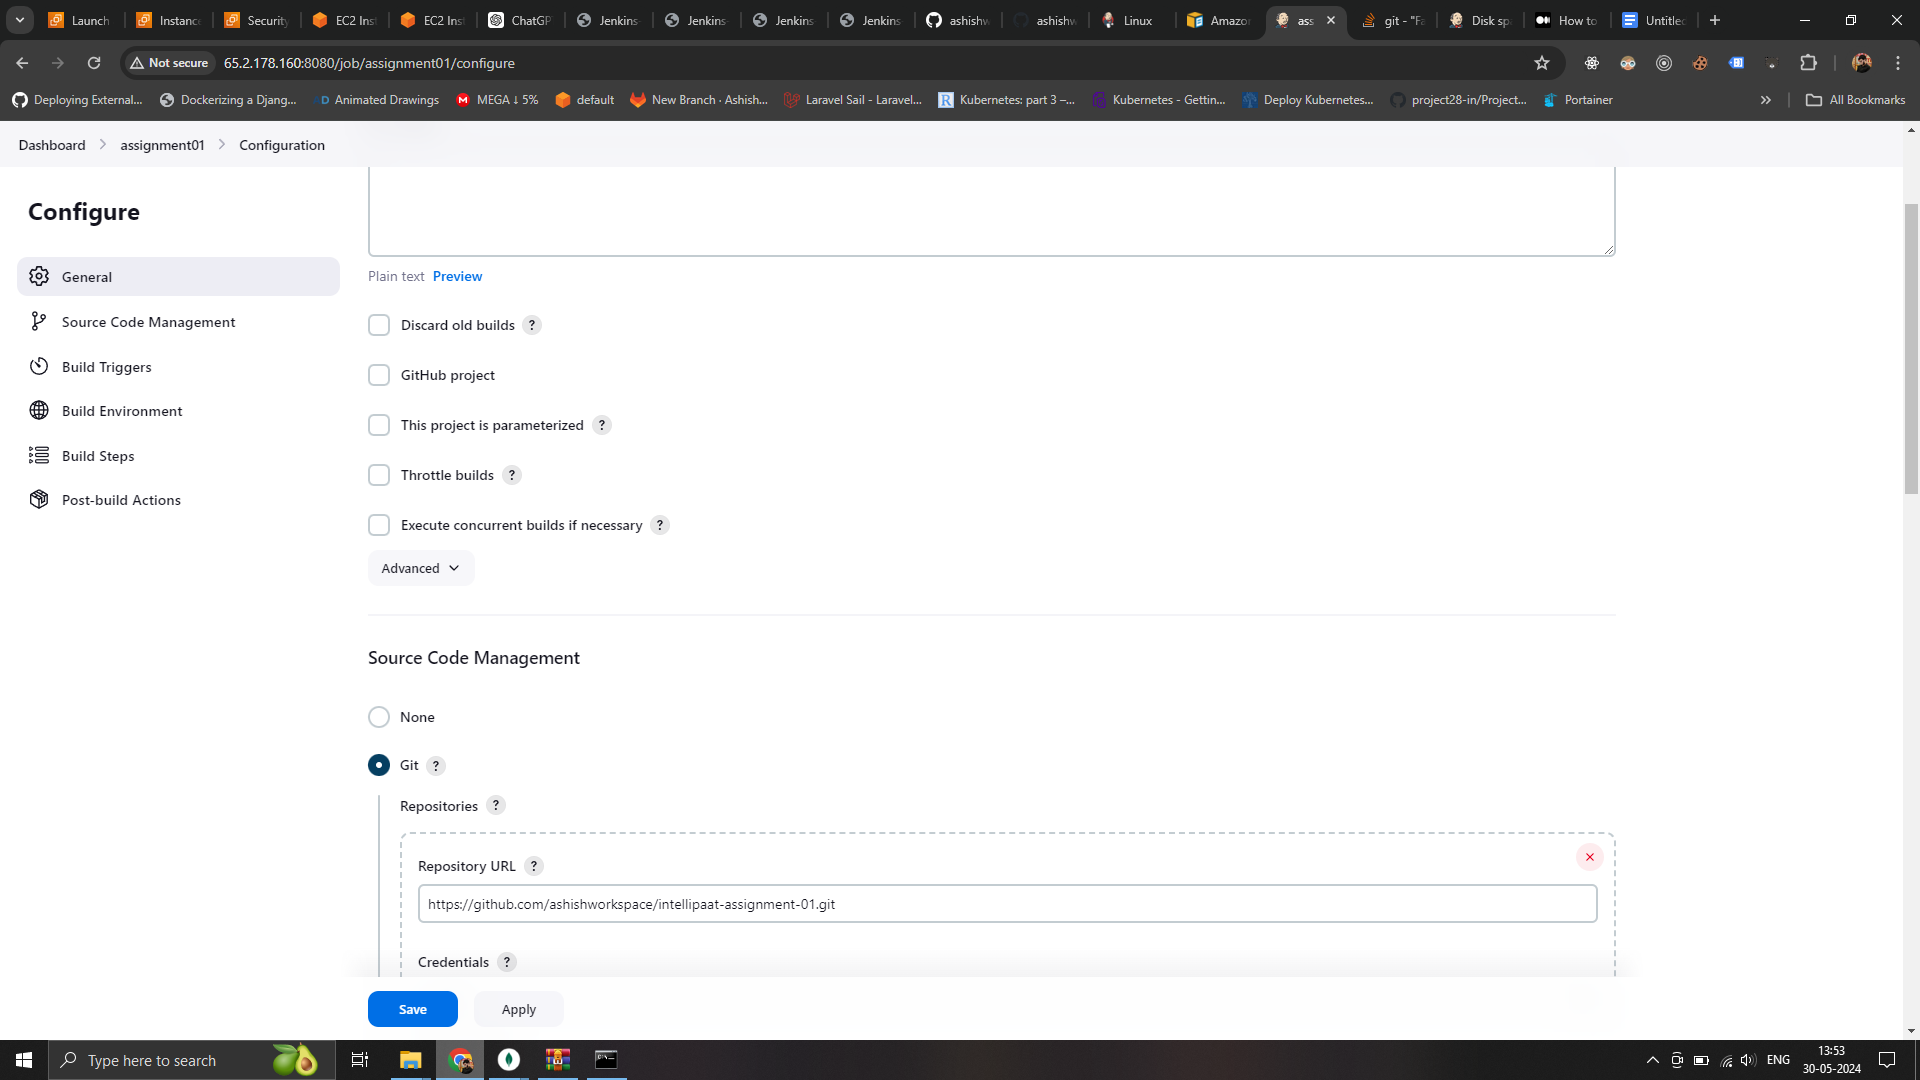 Launch
Instance
Security
EC2 Ins
EC2 Ins
ChatGP
Jenkins
Jenkins
Jenkins
Jenkins
ashishw
ashishw
Linux
Amazo
ass
git - "Fa
Disk sp
How to
Untitle
Not secure
65.2.178.160:8080/job/assignment01/configure
Deploying External...
Dockerizing a Djang...
Animated Drawings
MEGA ↓ 5%
default
New Branch · Ashish...
Laravel Sail - Laravel...
Kubernetes: part 3 –...
Kubernetes - Gettin...
Deploy Kubernetes...
project28-in/Project...
Portainer
All Bookmarks
Dashboard > assignment01 > Configuration
Configure
General
Source Code Management
Build Triggers
Build Environment
Build Steps
Post-build Actions
Plain text Preview
Discard old builds ?
GitHub project
This project is parameterized ?
Throttle builds ?
Execute concurrent builds if necessary ?
Advanced
Source Code Management
None
Git ?
Repositories ?
Repository URL ?
https://github.com/ashishworkspace/intellipaat-assignment-01.git
Credentials ?
Save
Apply
Type here to search
ENG
13:53
30-05-2024